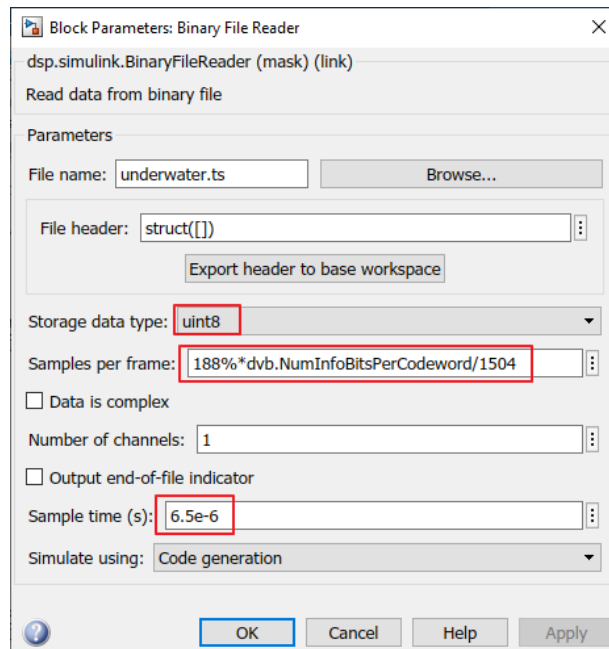 Block Parameters: Binary File Reader
dsp.simulink.BinaryFileReader (mask) (link)
Read data from binary file
Parameters
File name: underwater.ts Browse...
File header: struct([])
Export header to base workspace
Storage data type: uint8
Samples per frame: 188%*dvb.NumInfoBitsPerCodeword/1504
Data is complex
Number of channels: 1
Output end-of-file indicator
Sample time (s): 6.5e-6
Simulate using: Code generation
OK Cancel Help Apply